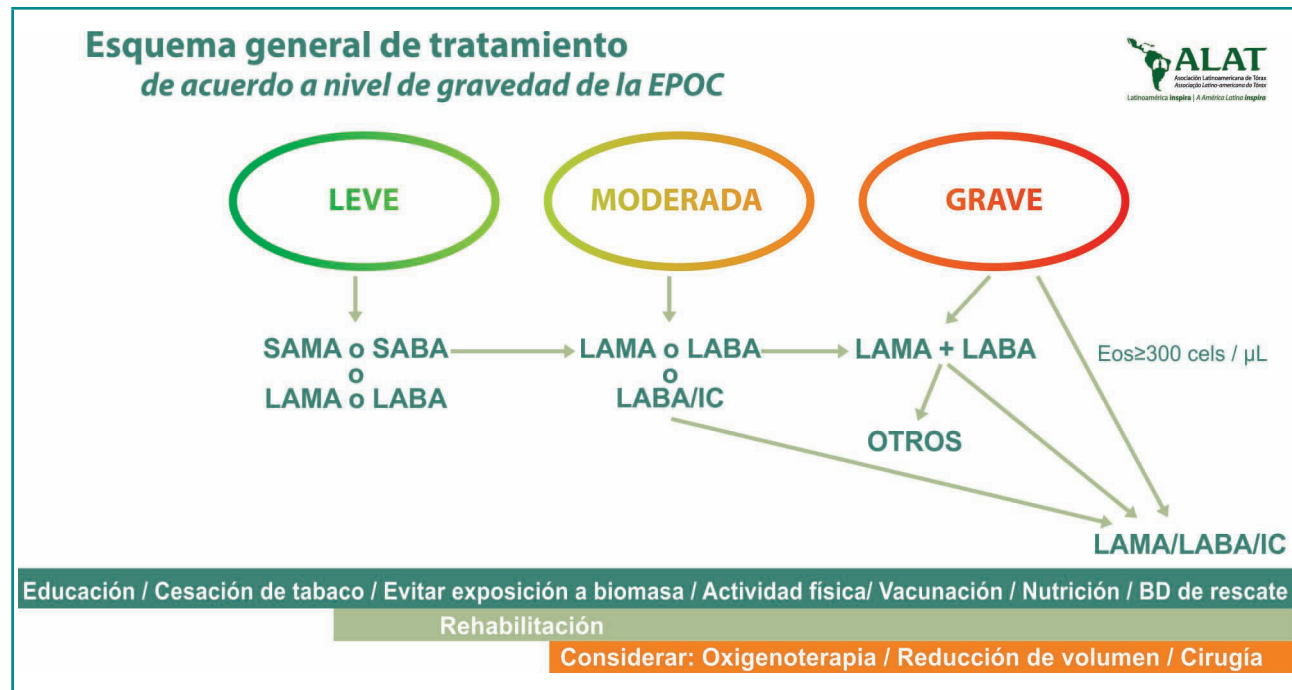 Esquema general de tratamiento
de acuerdo a nivel de gravedad de la EPOC
ALAT
Asociación Latinoamericana de Tórax
Associação Latino-americana do Tórax
Latinoamérica inspira | A América Latina inspira
LEVE
MODERADA
GRAVE
SAMA o SABA
o
LAMA o LABA
LAMA o LABA
o
LABA/IC
LAMA + LABA
Eos≥300 cels / µL
OTROS
LAMA/LABA/IC
Educación / Cesación de tabaco / Evitar exposición a biomasa / Actividad física/ Vacunación / Nutrición / BD de rescate
Rehabilitación
Considerar: Oxigenoterapia / Reducción de volumen / Cirugía